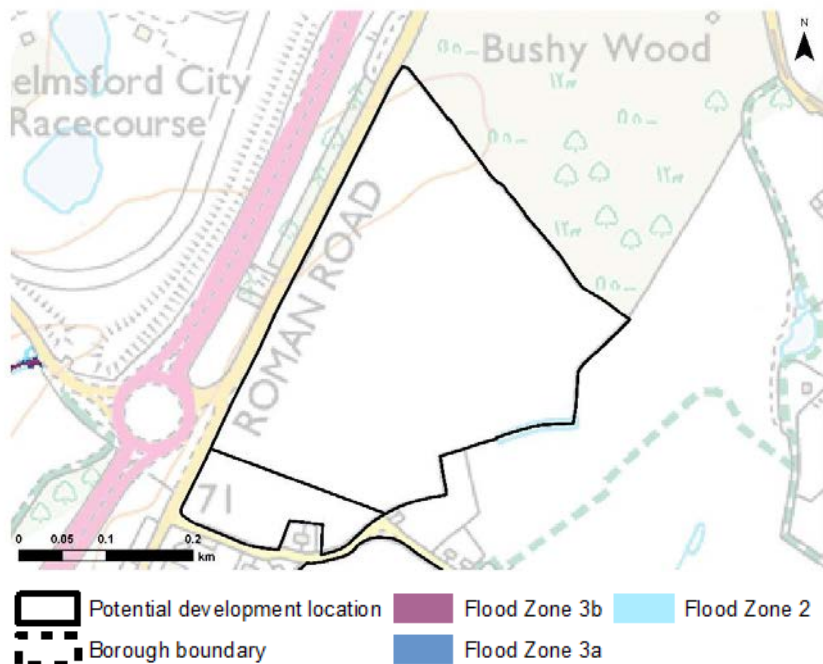 N
Bushy Wood
elmsford City
Racecourse
ROMAN ROAD
71
0 0.05 0.1 0.2
km
Potential development location
Flood Zone 3b
Flood Zone 2
Borough boundary
Flood Zone 3a